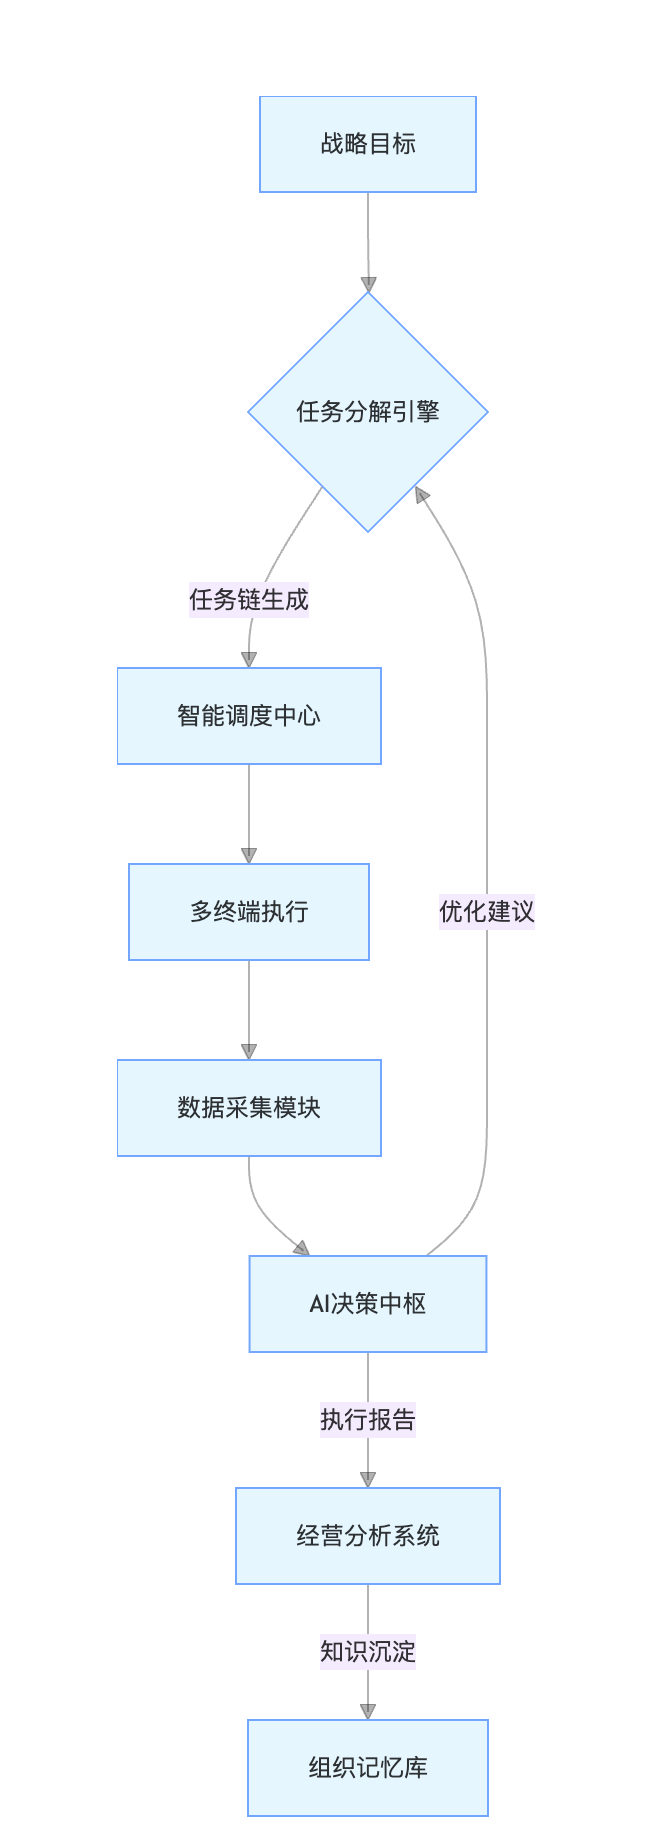 战略目标
任务分解引擎
任务链生成
智能调度中心
多终端执行
优化建议
数据采集模块
AI决策中枢
执行报告
经营分析系统
知识沉淀
组织记忆库